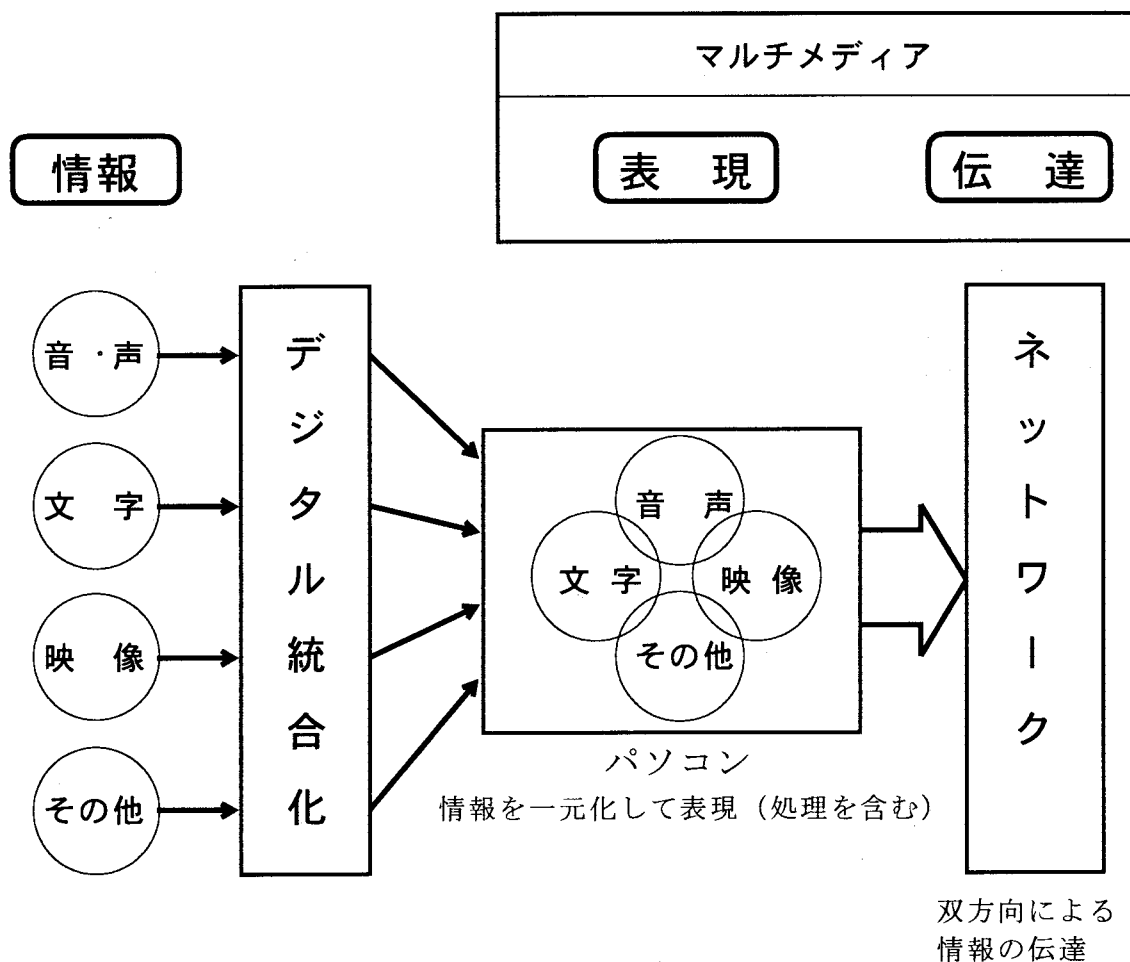 マルチメディア
情報
表 現
伝 達
音・声
文 字
映 像
その他
デジタル統合化
音 声
文 字
映 像
その他
パソコン
情報を一元化して表現（処理を含む）
ネットワーク
双方向による
情報の伝達